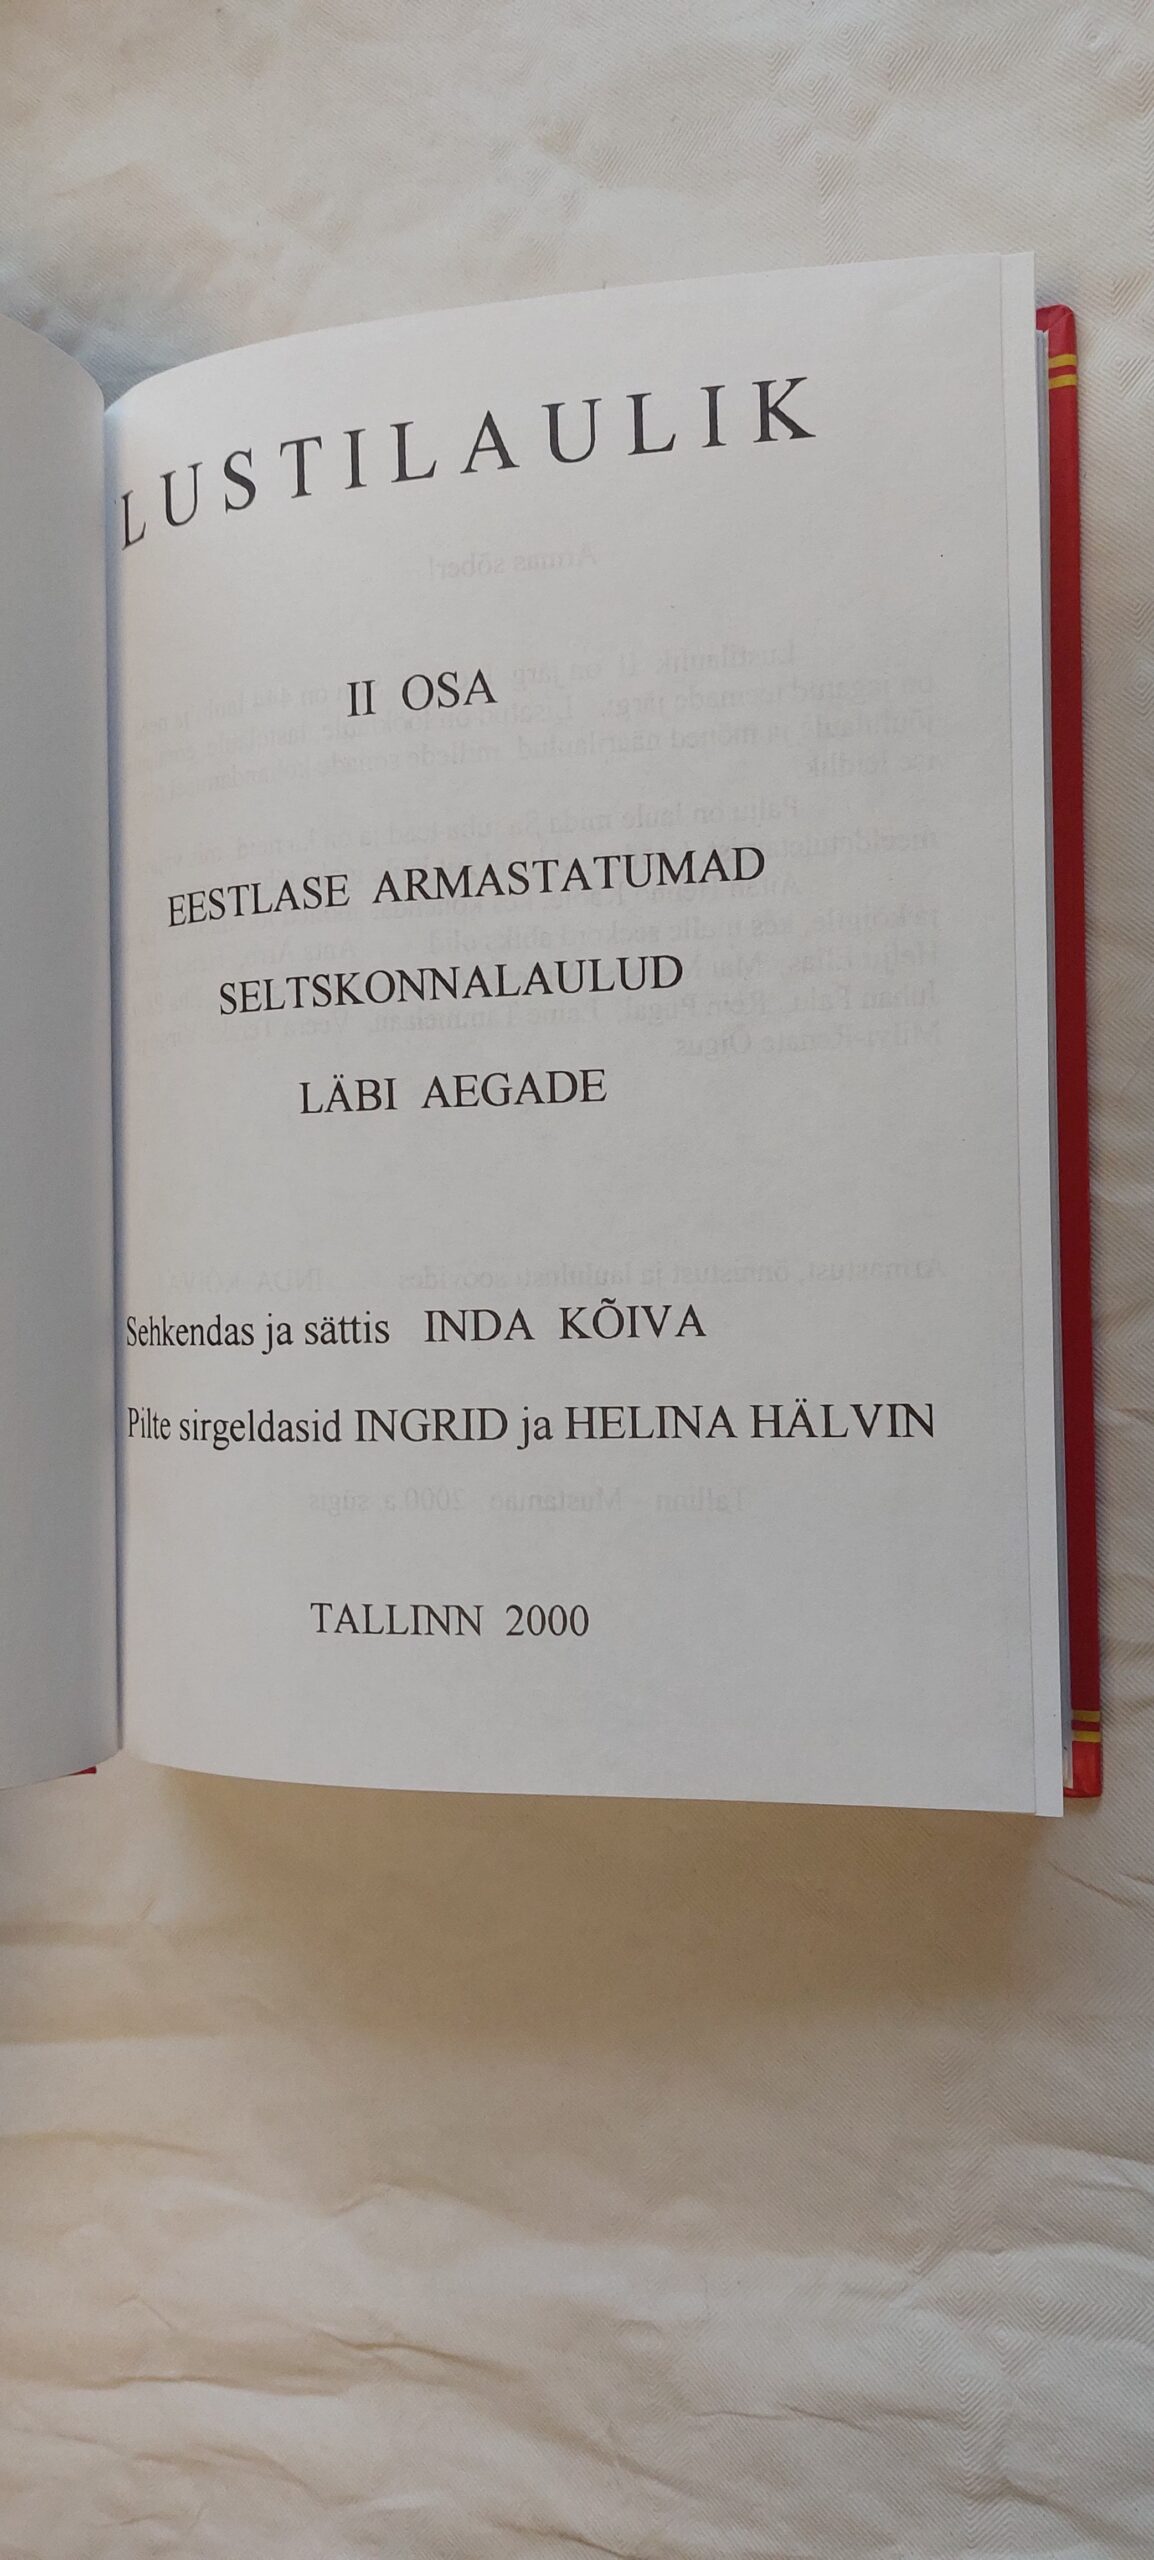 LUSTILAULIK
II OSA
EESTLASE ARMASTATUMAD
SELTSKONNALAULUD
LÄBI AEGADE
Sehkendas ja sättis INDA KÕIVA
Pilte sirgeldasid INGRID ja HELINA HÄLVIN
TALLINN 2000